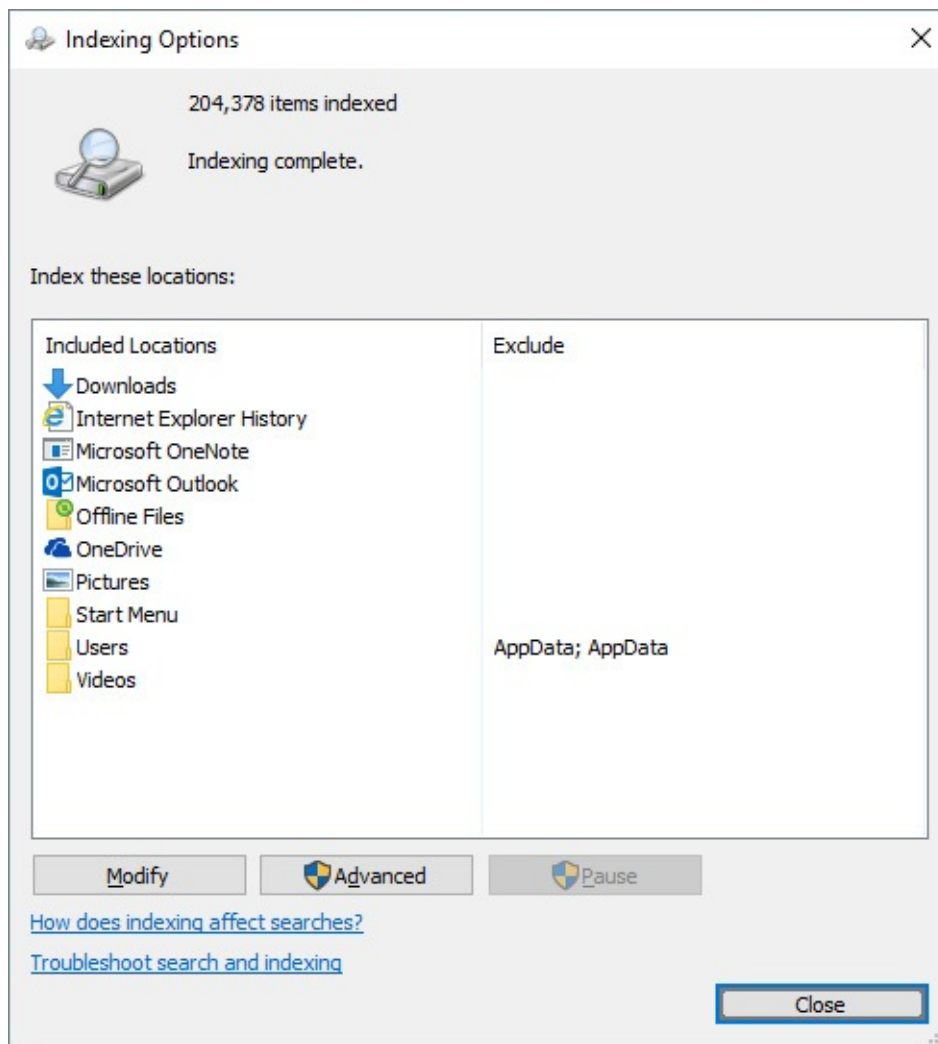 Indexing Options
204,378 items indexed
Indexing complete.
Index these locations:
Included Locations Exclude
Downloads
Internet Explorer History
Microsoft OneNote
Microsoft Outlook
Offline Files
OneDrive
Pictures
Start Menu
Users AppData; AppData
Videos
Modify Advanced Pause
How does indexing affect searches?
Troubleshoot search and indexing
Close